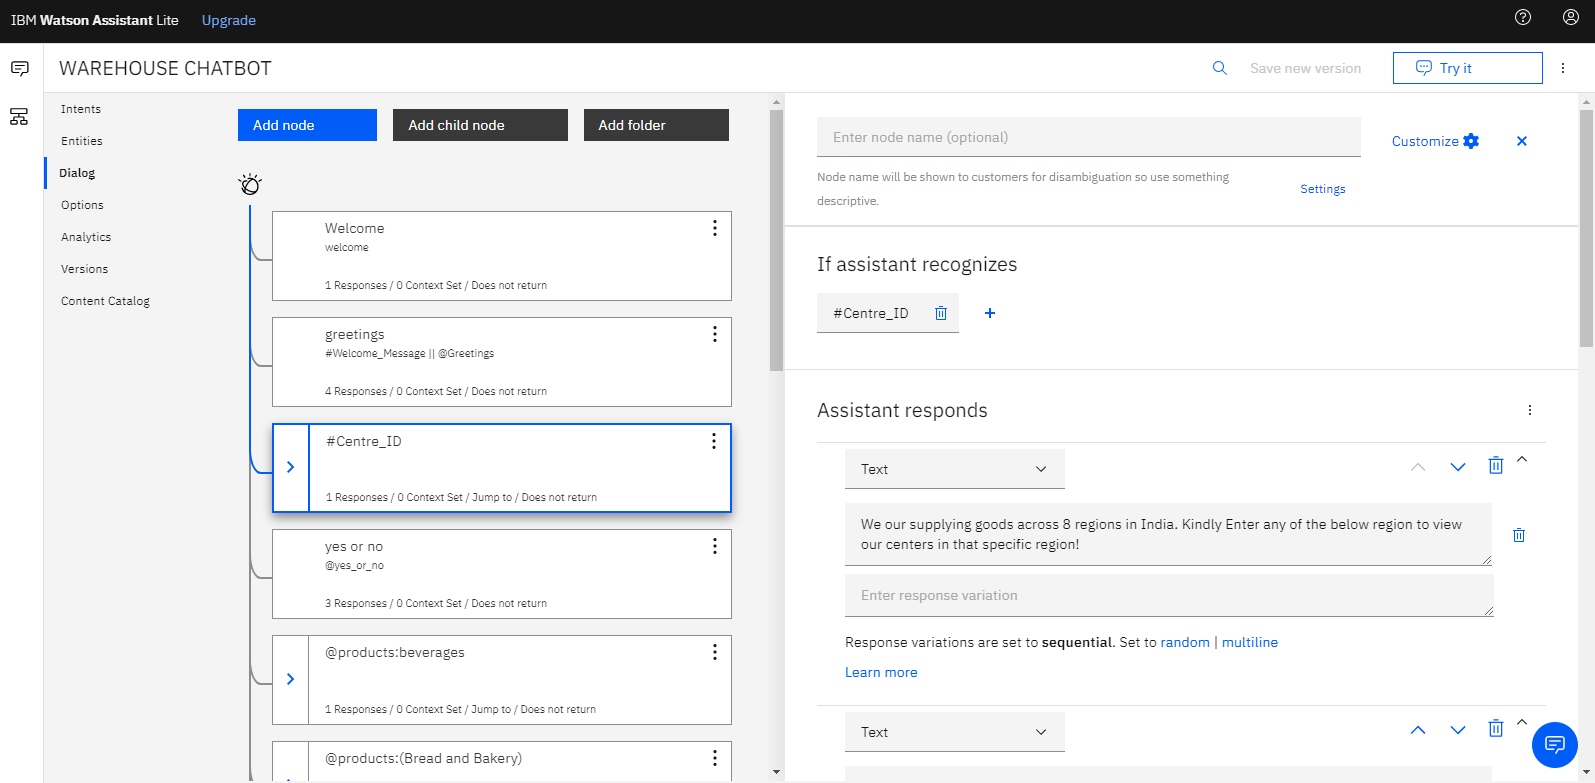 IBM Watson Assistant Lite Upgrade
WAREHOUSE CHATBOT
Save new version
Try it
Intents
Entities
Dialog
Options
Analytics
Versions
Content Catalog
Add node
Add child node
Add folder
Welcome
welcome
1 Responses / 0 Context Set / Does not return
greetings
#Welcome_Message || @Greetings
4 Responses / 0 Context Set / Does not return
#Centre_ID
1 Responses / 0 Context Set / Jump to / Does not return
yes or no
@yes_or_no
3 Responses / 0 Context Set / Does not return
@products:beverages
1 Responses / 0 Context Set / Jump to / Does not return
@products:(Bread and Bakery)
Enter node name (optional)
Customize
Node name will be shown to customers for disambiguation so use something
descriptive.
Settings
If assistant recognizes
#Centre_ID
Assistant responds
Text
We our supplying goods across 8 regions in India. Kindly Enter any of the below region to view
our centers in that specific region!
Enter response variation
Response variations are set to sequential. Set to random | multiline
Learn more
Text